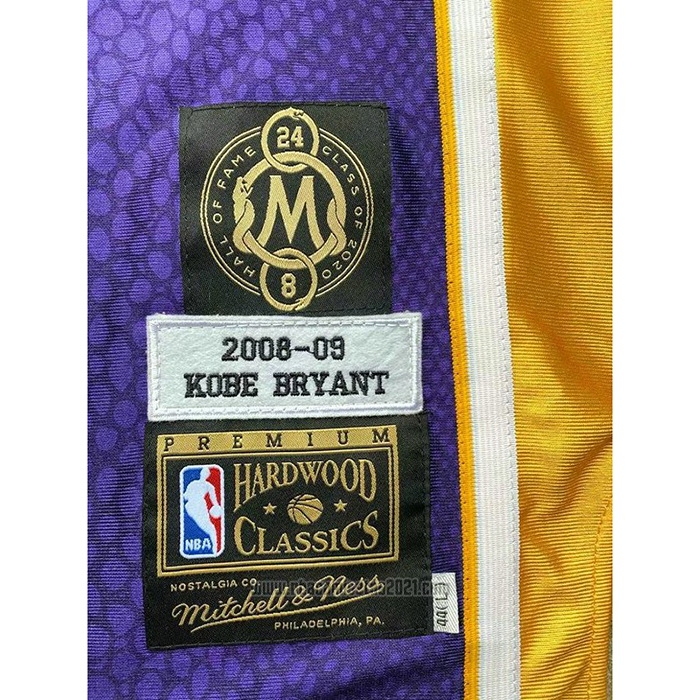 24
HALL OF FAME CLASS OF 2020
M
8
2008-09
KOBE BRYANT
PREMIUM
HARDWOOD
CLASSICS
NBA
NOSTALGIA CO.
Mitchell & Ness
PHILADELPHIA, PA.
44(L)